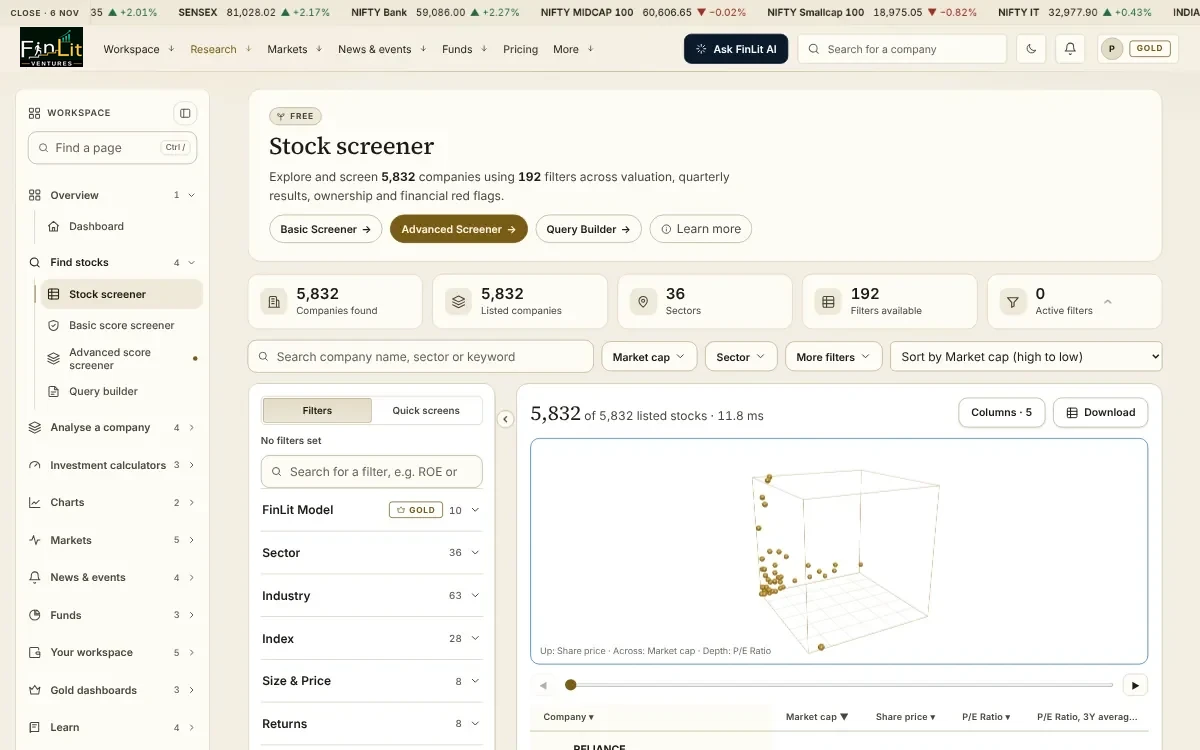 CLOSE · 6 NOV 35 ▲ +2.01% SENSEX 81,028.02 ▲ +2.17% NIFTY Bank 59,086.00 ▲ +2.27% NIFTY MIDCAP 100 60,606.65 ▼ −0.02% NIFTY Smallcap 100 18,975.05 ▼ −0.82% NIFTY IT 32,977.90 ▲ +0.43% INDIA
FinLit
VENTURES
Workspace Research Markets News & events Funds Pricing More Ask FinLit AI Search for a company P GOLD
WORKSPACE
Find a page Ctrl /
Overview 1
Dashboard
Find stocks 4
Stock screener
Basic score screener
Advanced score
screener
Query builder
Analyse a company 4
Investment calculators 3
Charts 2
Markets 5
News & events 4
Funds 3
Your workspace 5
Gold dashboards 3
Learn 4
FREE
Stock screener
Explore and screen 5,832 companies using 192 filters across valuation, quarterly
results, ownership and financial red flags.
Basic Screener → Advanced Screener → Query Builder → Learn more
5,832
Companies found
5,832
Listed companies
36
Sectors
192
Filters available
0
Active filters
Search company name, sector or keyword Market cap Sector More filters Sort by Market cap (high to low)
Filters Quick screens
No filters set
Search for a filter, e.g. ROE or
FinLit Model GOLD 10
Sector 36
Industry 63
Index 28
Size & Price 8
Returns 8
5,832 of 5,832 listed stocks · 11.8 ms Columns · 5 Download
Up: Share price · Across: Market cap · Depth: P/E Ratio
Company ▾ Market cap ▼ Share price ▾ P/E Ratio ▾ P/E Ratio, 3Y averag...
RELIANCE